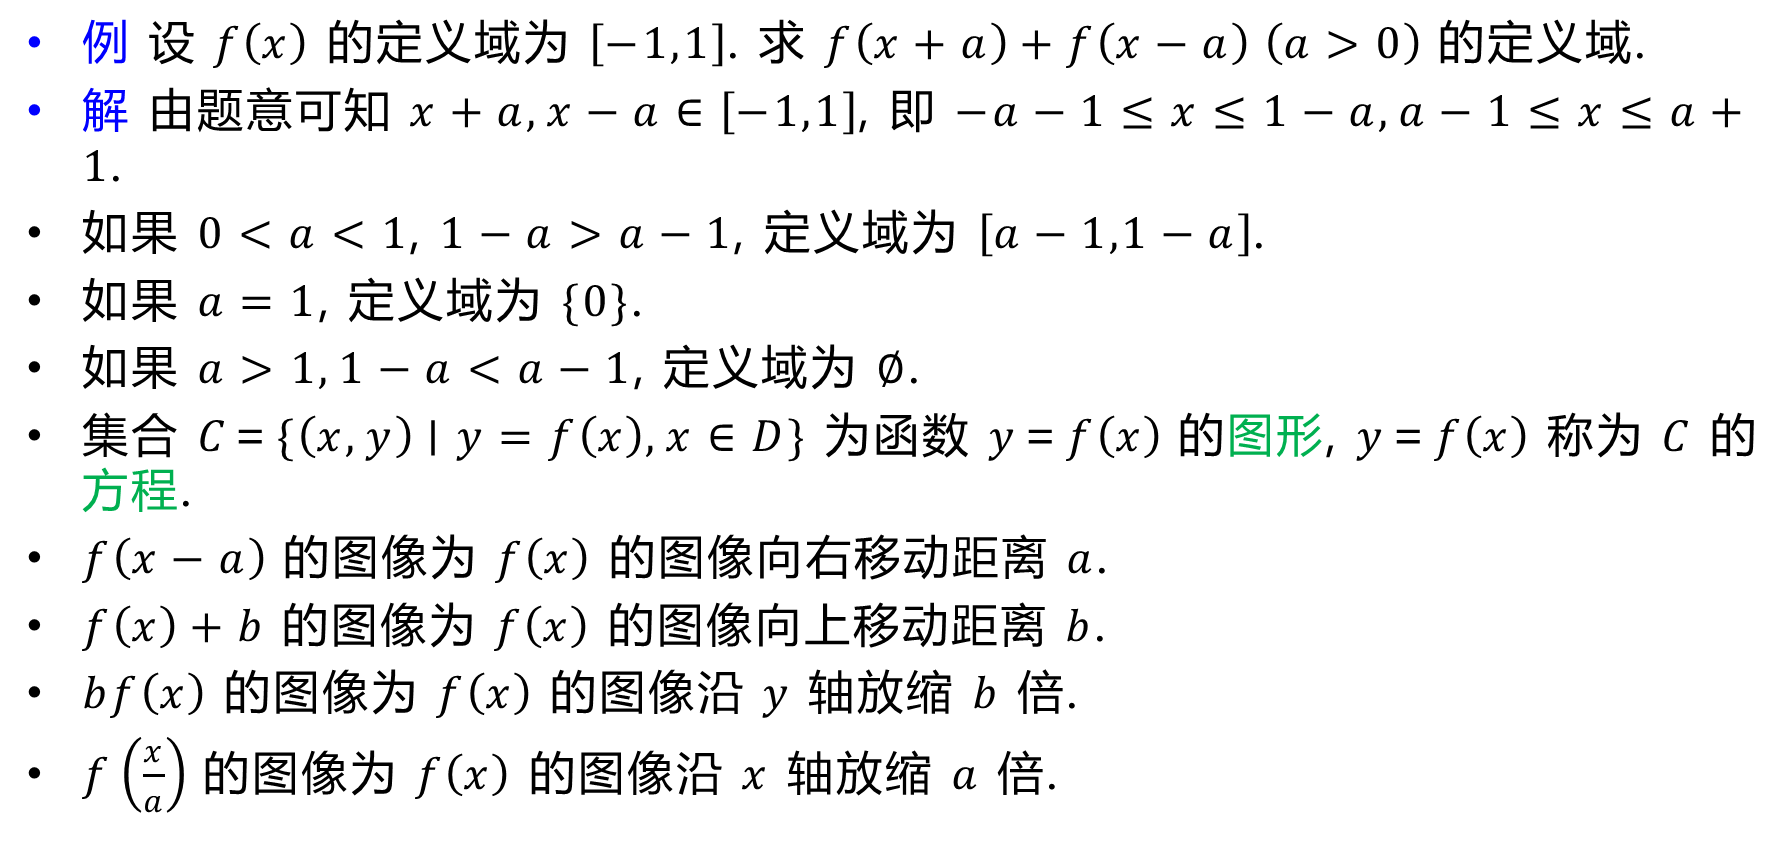 • 例 设 f(x) 的定义域为 [−1,1]. 求 f(x + a) + f(x − a) (a > 0) 的定义域.
• 解 由题意可知 x + a, x − a ∈ [−1,1], 即 −a − 1 ≤ x ≤ 1 − a, a − 1 ≤ x ≤ a +
1.
• 如果 0 < a < 1, 1 − a > a − 1, 定义域为 [a − 1,1 − a].
• 如果 a = 1, 定义域为 {0}.
• 如果 a > 1, 1 − a < a − 1, 定义域为 ∅.
• 集合 C = {(x, y) ∣ y = f(x), x ∈ D} 为函数 y = f(x) 的图形, y = f(x) 称为 C 的
方程.
• f(x − a) 的图像为 f(x) 的图像向右移动距离 a.
• f(x) + b 的图像为 f(x) 的图像向上移动距离 b.
• bf(x) 的图像为 f(x) 的图像沿 y 轴放缩 b 倍.
• f(x/a) 的图像为 f(x) 的图像沿 x 轴放缩 a 倍.